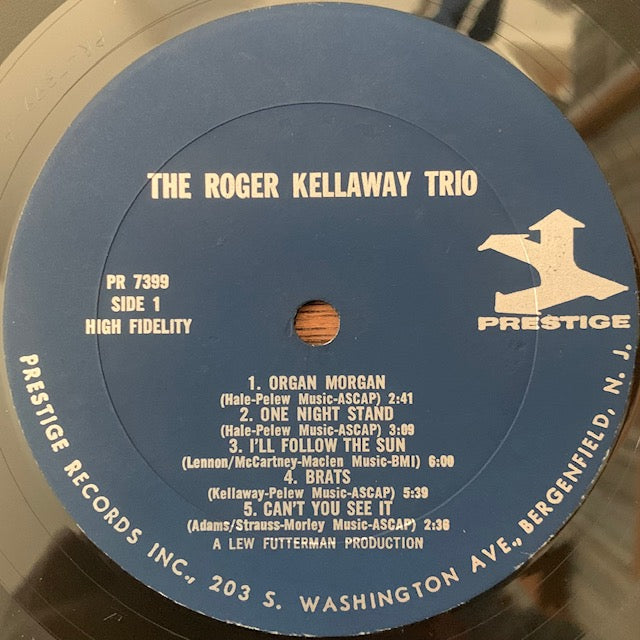 THE ROGER KELLAWAY TRIO
PR 7399
SIDE 1
HIGH FIDELITY
PRESTIGE
1. ORGAN MORGAN
(Hale-Pelew Music-ASCAP) 2:41
2. ONE NIGHT STAND
(Hale-Pelew Music-ASCAP) 3:09
3. I'LL FOLLOW THE SUN
(Lennon/McCartney-Maclen Music-BMI) 6:00
4. BRATS
(Kellaway-Pelew Music-ASCAP) 5:39
5. CAN'T YOU SEE IT
(Adams/Strauss-Morley Music-ASCAP) 2:36
A LEW FUTTERMAN PRODUCTION
PRESTIGE RECORDS INC., 203 S. WASHINGTON AVE., BERGENFIELD, N. J.